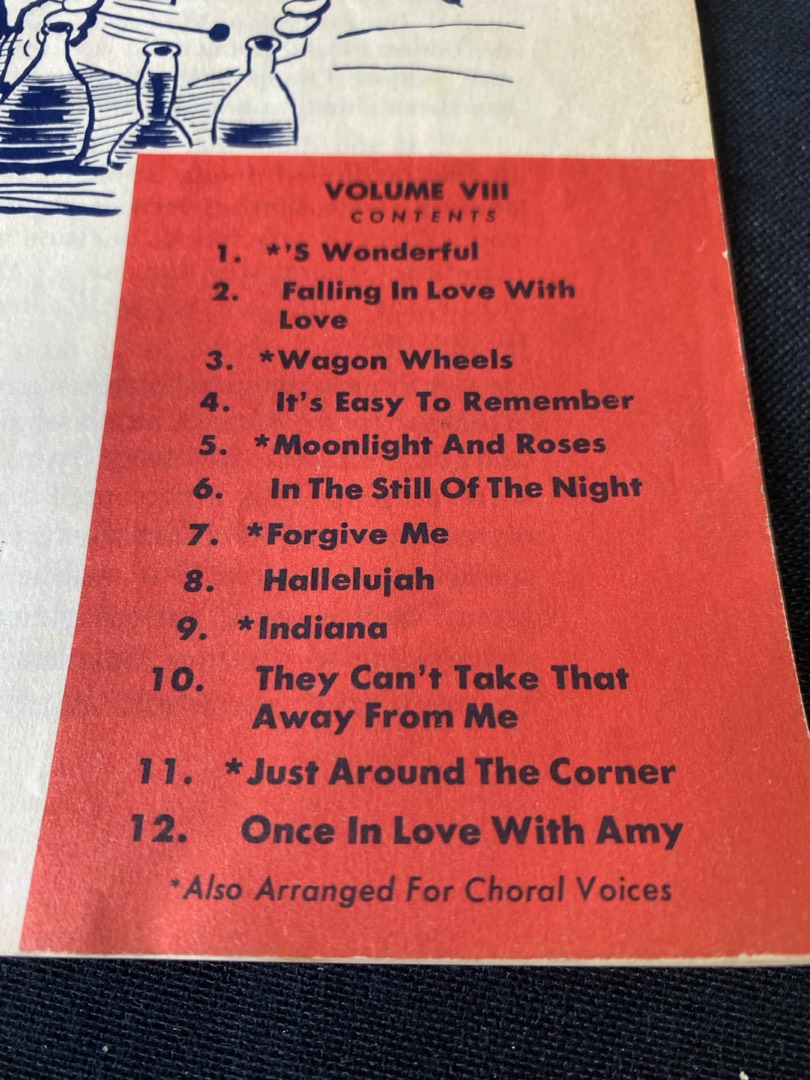 VOLUME VIII
CONTENTS
1. *'S Wonderful
2. Falling In Love With
Love
3. *Wagon Wheels
4. It's Easy To Remember
5. *Moonlight And Roses
6. In The Still Of The Night
7. *Forgive Me
8. Hallelujah
9. *Indiana
10. They Can't Take That
Away From Me
11. *Just Around The Corner
12. Once In Love With Amy
*Also Arranged For Choral Voices